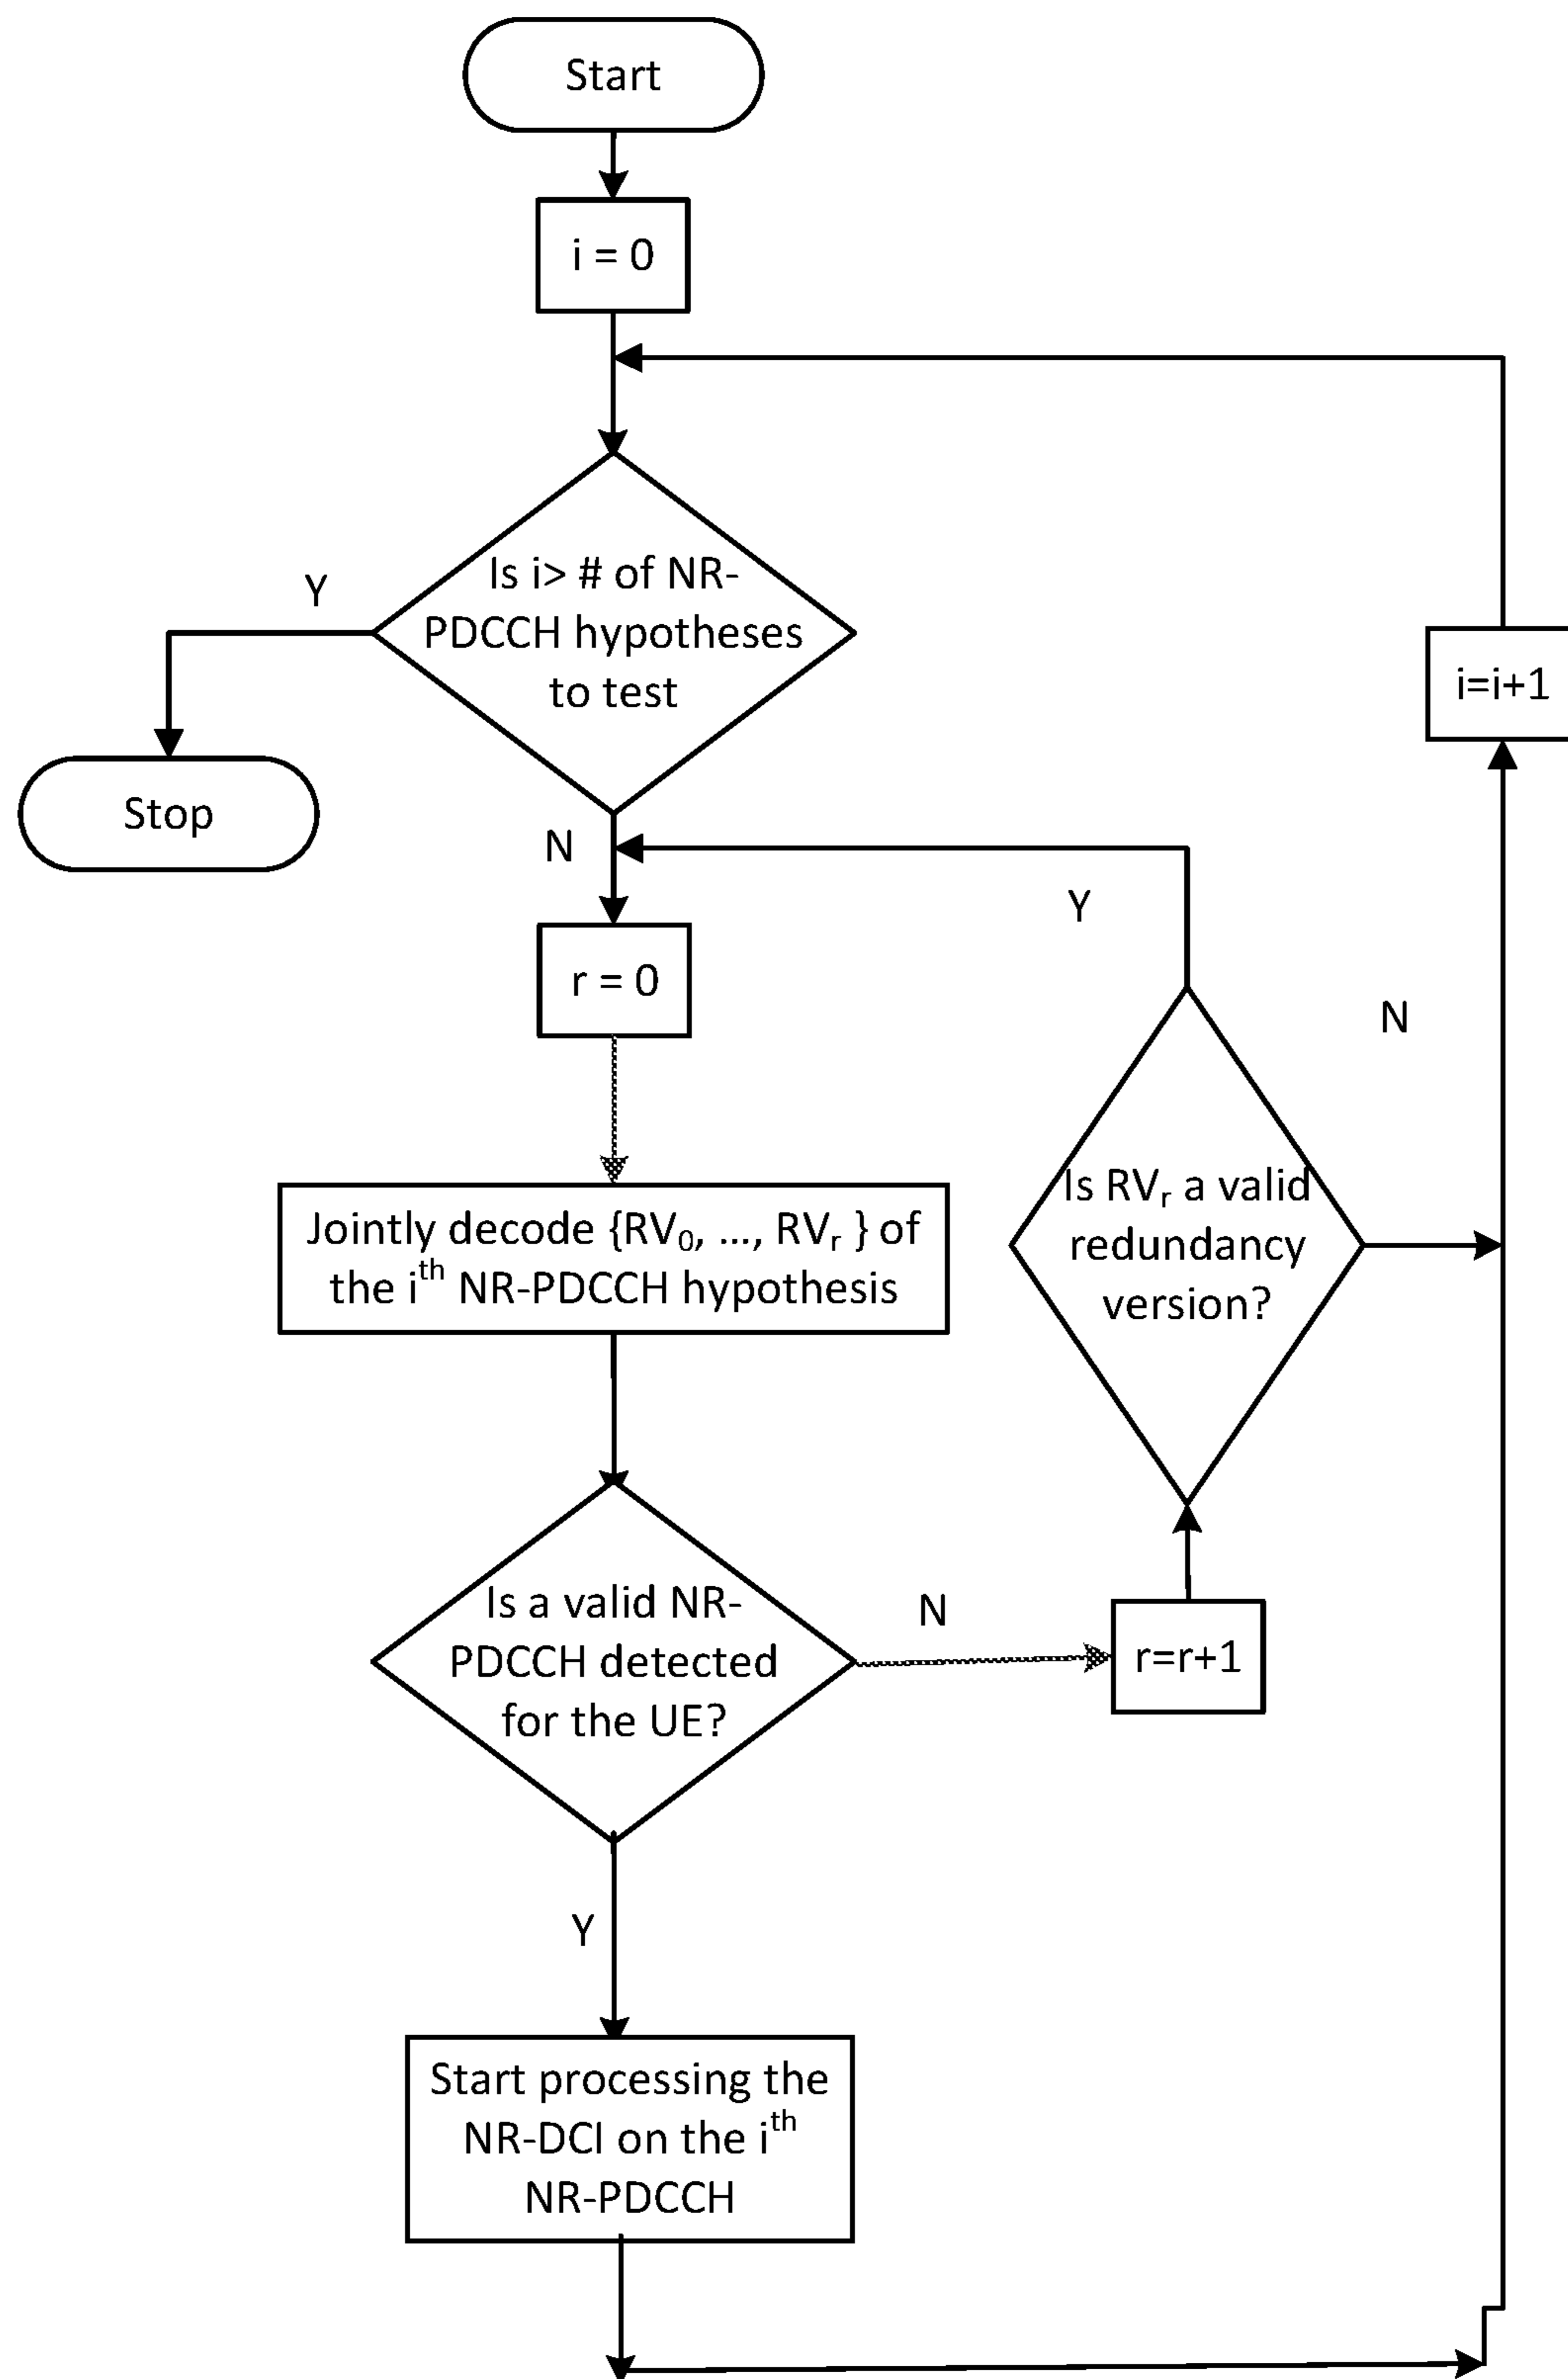 Start
i = 0
Is i> # of NR-
PDCCH hypotheses
to test
Y
i=i+1
Stop
N
Y
r = 0
N
Jointly decode {RV0, ..., RVr } of
the ith NR-PDCCH hypothesis
Is RVr a valid
redundancy
version?
Is a valid NR-
PDCCH detected
for the UE?
N
r=r+1
Y
Start processing the
NR-DCI on the ith
NR-PDCCH